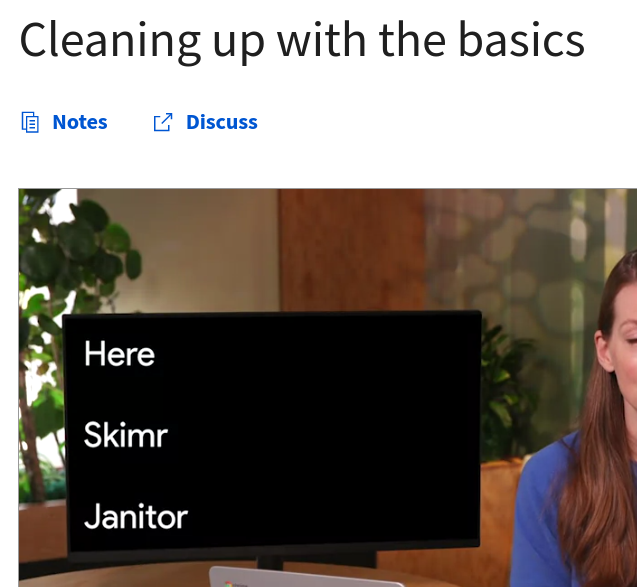 Cleaning up with the basics
Notes
Discuss
Here
Skimr
Janitor